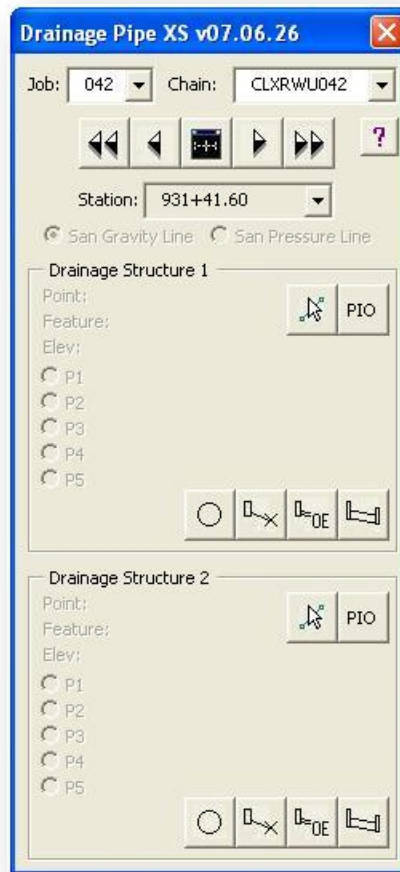 Drainage Pipe XS v07.06.26
Job: 042 Chain: CLXRWU042
?
Station: 931+41.60
San Gravity Line San Pressure Line
Drainage Structure 1
Point:
PIO
Feature:
Elev:
P1
P2
P3
P4
P5
OE
Drainage Structure 2
Point:
PIO
Feature:
Elev:
P1
P2
P3
P4
P5
OE